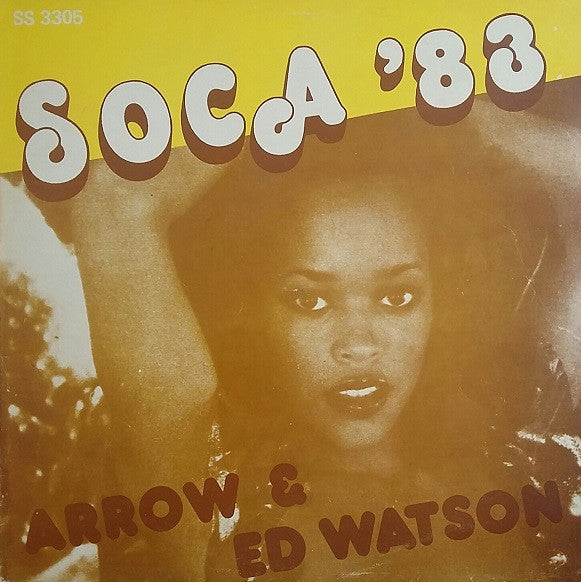 SS 3305
SOCA '83
ARROW &
ED WATSON